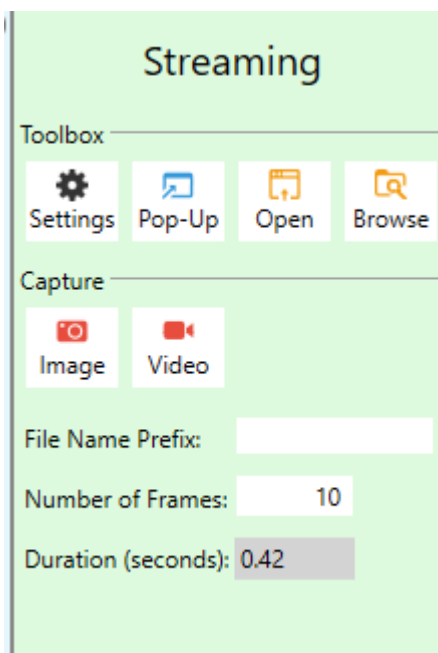 Streaming
Toolbox
Settings Pop-Up Open Browse
Capture
Image Video
File Name Prefix:
Number of Frames: 10
Duration (seconds): 0.42